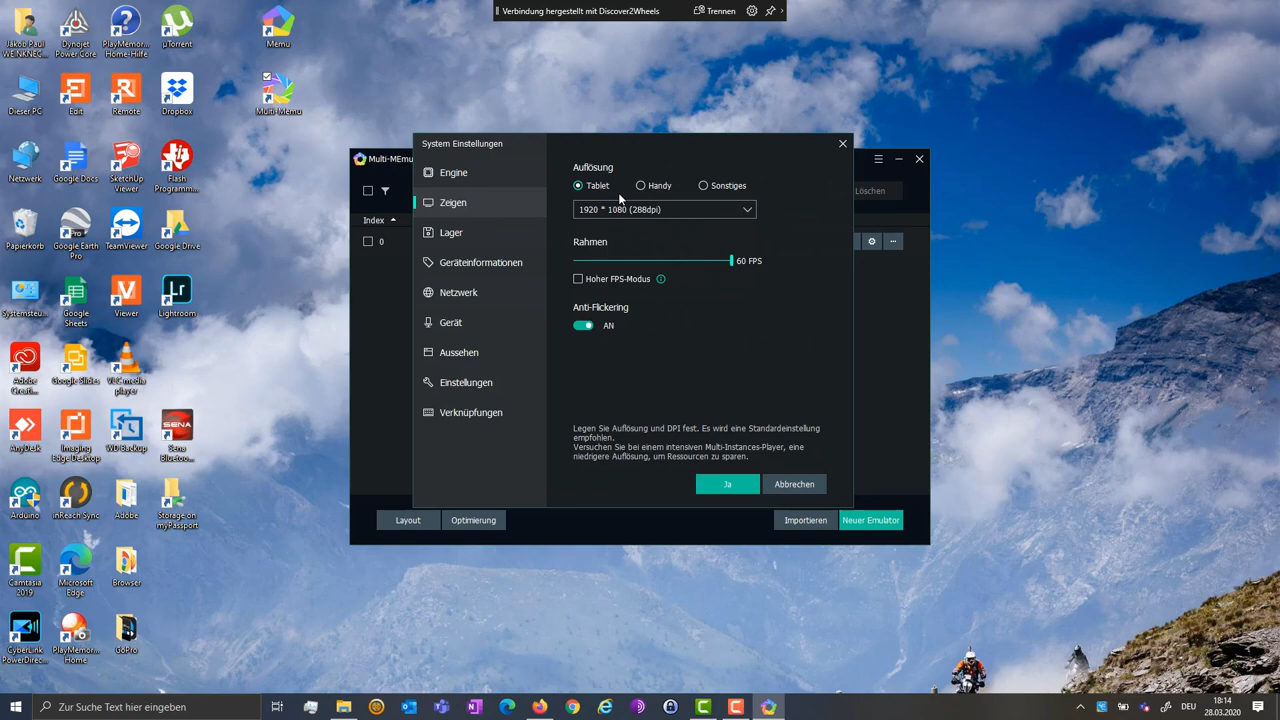 Verbindung hergestellt mit Discover2Wheels
Trennen
Jakob Paul
WEINKNEC...
Dynojet
Power Core
PlayMemor...
Home-Hilfe
µTorrent
Memu
Dieser PC
Edit
Remote
Dropbox
Multi-Memu
Netzwerk
Google Docs
SketchUp
Viewer
Flash
Programm...
Papierkorb
Google Earth
Pro
TeamViewer
Google Drive
Systemsteu...
Google
Sheets
Viewer
Lightroom
Adobe
Creati...
Google Slides
VLC media
player
AnyDesk
Imaging
Edge Desktop
WD Backup
Sena
Bluetoo...
Arduino
inReach Sync
Adobe
Storage on
myPassport
Camtasia
2019
Microsoft
Edge
Browser
CyberLink
PowerDirec...
PlayMemor...
Home
GoPro
Multi-MEmu
Löschen
Index
0
Layout
Optimierung
Importieren
Neuer Emulator
System Einstellungen
Engine
Zeigen
Lager
Geräteinformationen
Netzwerk
Gerät
Aussehen
Einstellungen
Verknüpfungen
Auflösung
Tablet
Handy
Sonstiges
1920 * 1080 (288dpi)
Rahmen
60 FPS
Hoher FPS-Modus
Anti-Flickering
AN
Legen Sie Auflösung und DPI fest. Es wird eine Standardeinstellung
empfohlen.
Versuchen Sie bei einem intensiven Multi-Instances-Player, eine
niedrigere Auflösung, um Ressourcen zu sparen.
Ja
Abbrechen
Zur Suche Text hier eingeben
DEU
18:14
28.03.2020